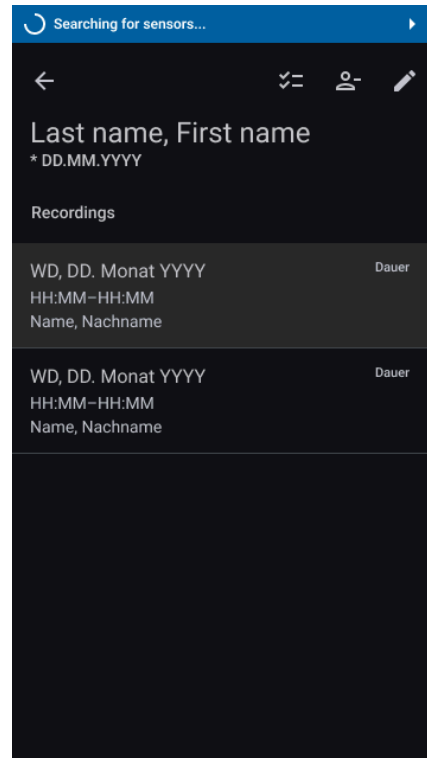 Searching for sensors...
Last name, First name
* DD.MM.YYYY
Recordings
WD, DD. Monat YYYY Dauer
HH:MM–HH:MM
Name, Nachname
WD, DD. Monat YYYY Dauer
HH:MM–HH:MM
Name, Nachname